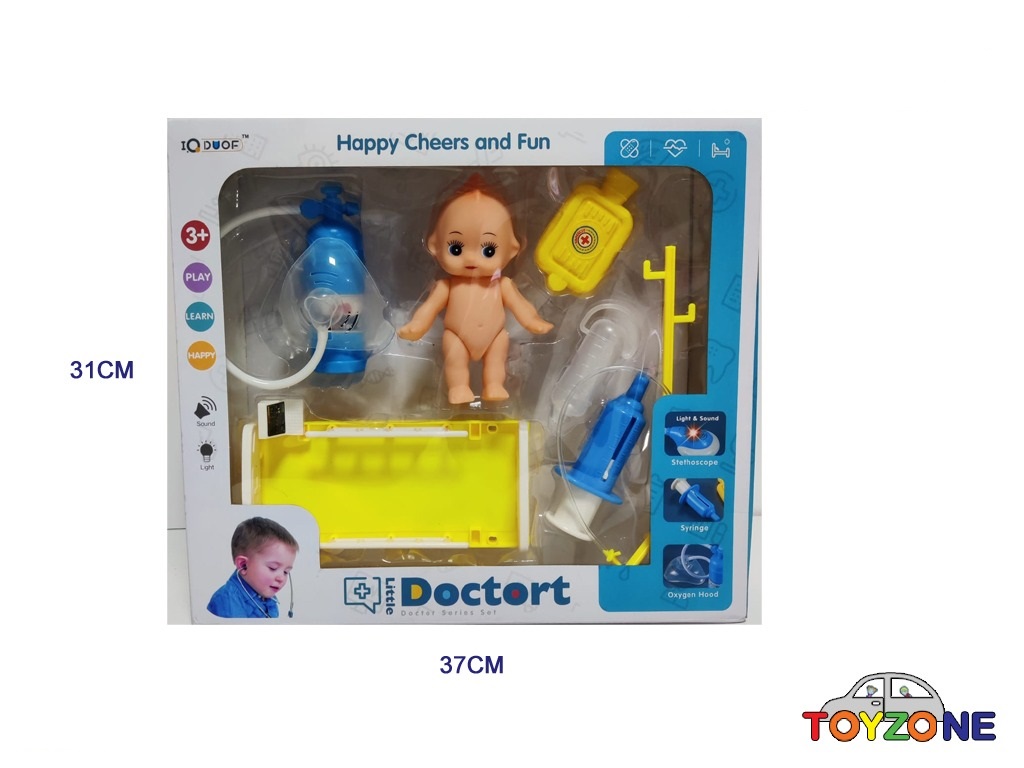 IQ DUOF™
Happy Cheers and Fun
3+
PLAY
LEARN
HAPPY
Sound
Light
31CM
Light & Sound
Stethoscope
Syringe
Oxygen Hood
Little
Doctort
Doctor Series Set
37CM
TOYZONE